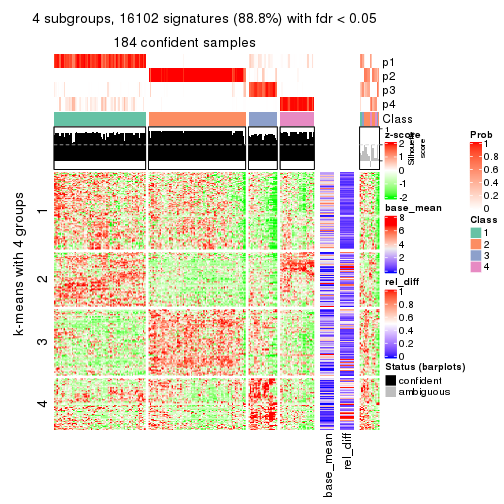 4 subgroups, 16102 signatures (88.8%) with fdr < 0.05
184 confident samples
p1
p2
p3
p4
Class
1
Silhouette
score
k-means with 4 groups
1
2
3
4
base_mean
rel_diff
z-score
2
1
0
-1
-2
base_mean
8
6
4
2
0
rel_diff
1
0.8
0.6
0.4
0.2
0
Status (barplots)
confident
ambiguous
Prob
1
0.8
0.6
0.4
0.2
0
Class
1
2
3
4